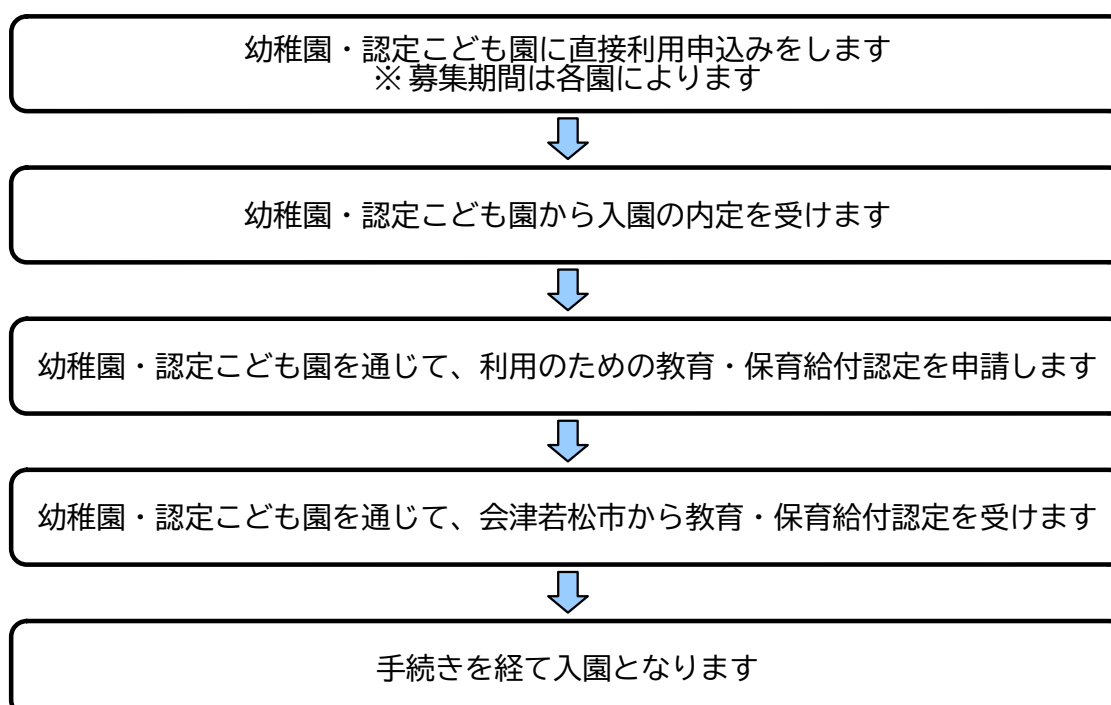 幼稚園・認定こども園に直接利用申込みをします
※ 募集期間は各園によります
幼稚園・認定こども園から入園の内定を受けます
幼稚園・認定こども園を通じて、利用のための教育・保育給付認定を申請します
幼稚園・認定こども園を通じて、会津若松市から教育・保育給付認定を受けます
手続きを経て入園となります